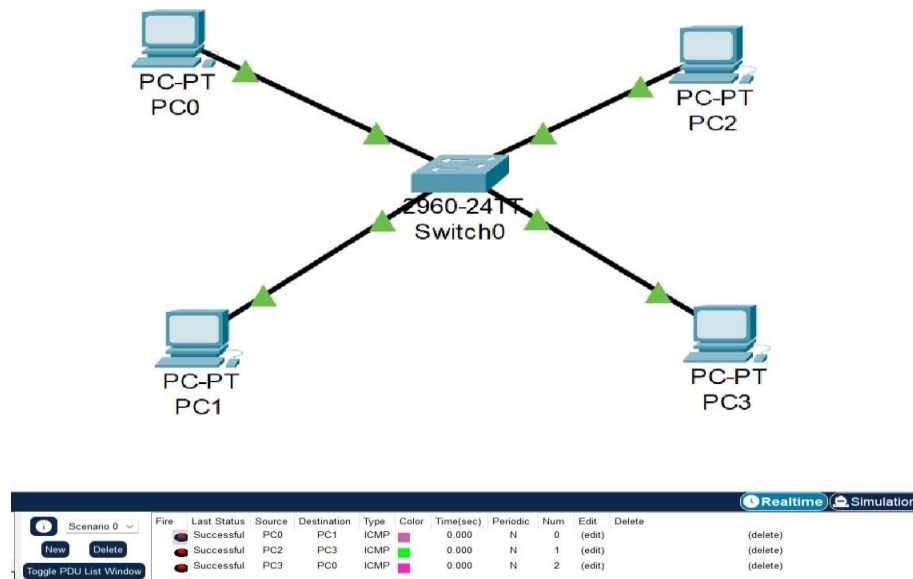 PC-PT
PC0
PC-PT
PC2
2960-24TT
Switch0
PC-PT
PC1
PC-PT
PC3
Realtime Simulation
Scenario 0
New Delete
Toggle PDU List Window
Fire Last Status Source Destination Type Color Time(sec) Periodic Num Edit Delete
Successful PC0 PC1 ICMP 0.000 N 0 (edit) (delete)
Successful PC2 PC3 ICMP 0.000 N 1 (edit) (delete)
Successful PC3 PC0 ICMP 0.000 N 2 (edit) (delete)